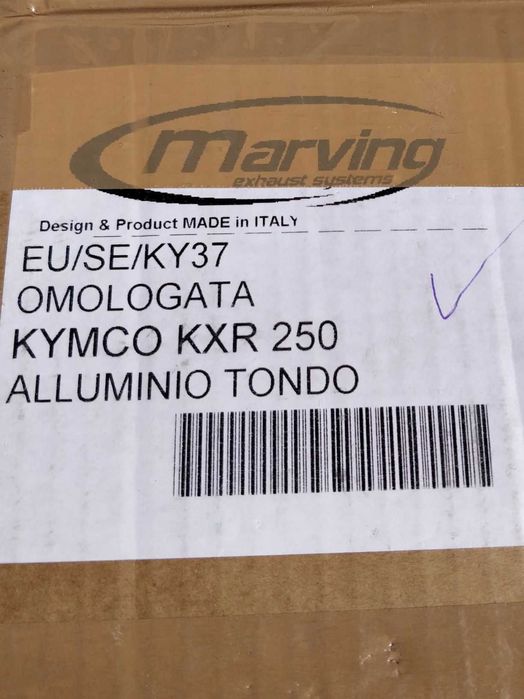 marving
exhaust systems
Design & Product MADE in ITALY
EU/SE/KY37
OMOLOGATA
KYMCO KXR 250
ALLUMINIO TONDO